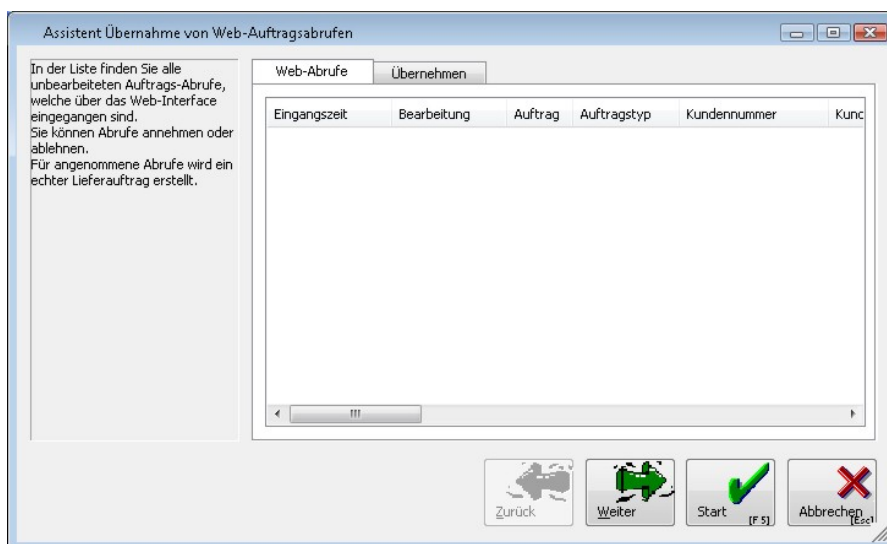 Assistent Übernahme von Web-Auftragsabrufen
In der Liste finden Sie alle
unbearbeiteten Auftrags-Abrufe,
welche über das Web-Interface
eingegangen sind.
Sie können Abrufe annehmen oder
ablehnen.
Für angenommene Abrufe wird ein
echter Lieferauftrag erstellt.
Web-Abrufe
Übernehmen
Eingangszeit Bearbeitung Auftrag Auftragstyp Kundennummer Kunc
Zurück
Weiter
Start
[F 5]
Abbrechen
[Esc]